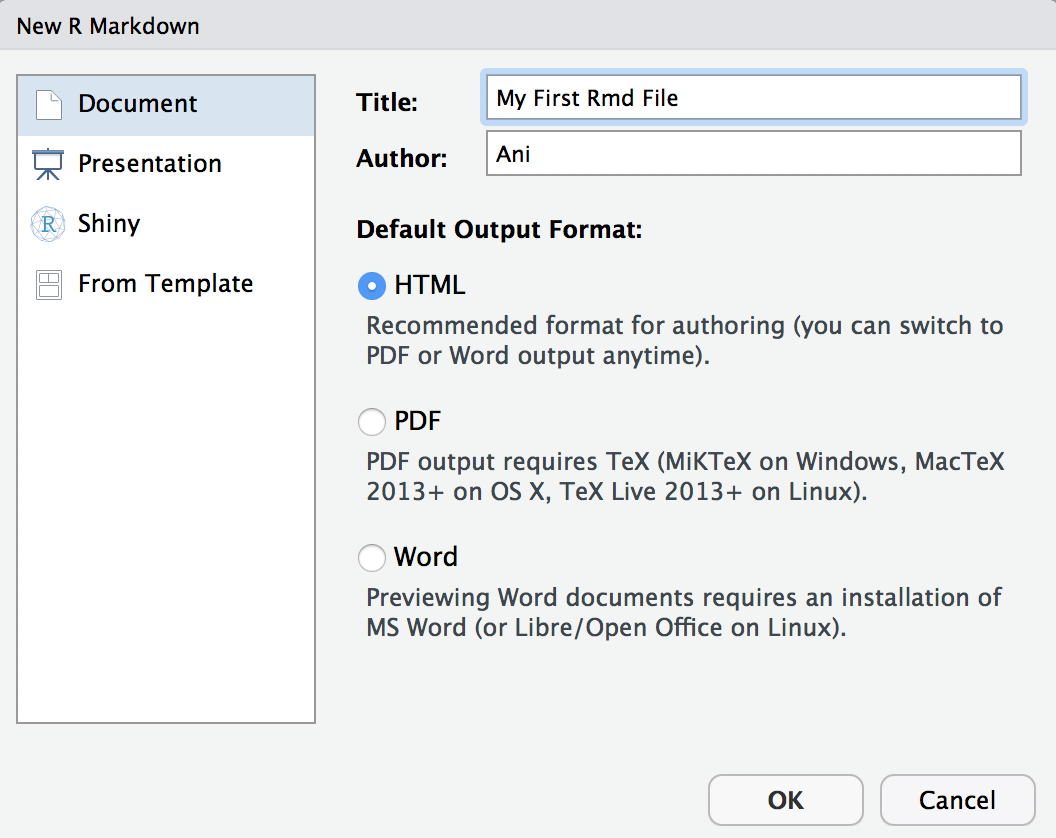 New R Markdown
Document
Presentation
R
Shiny
From Template
Title:
My First Rmd File
Author:
Ani
Default Output Format:
HTML
Recommended format for authoring (you can switch to
PDF or Word output anytime).
PDF
PDF output requires TeX (MiKTeX on Windows, MacTeX
2013+ on OS X, TeX Live 2013+ on Linux).
Word
Previewing Word documents requires an installation of
MS Word (or Libre/Open Office on Linux).
OK
Cancel